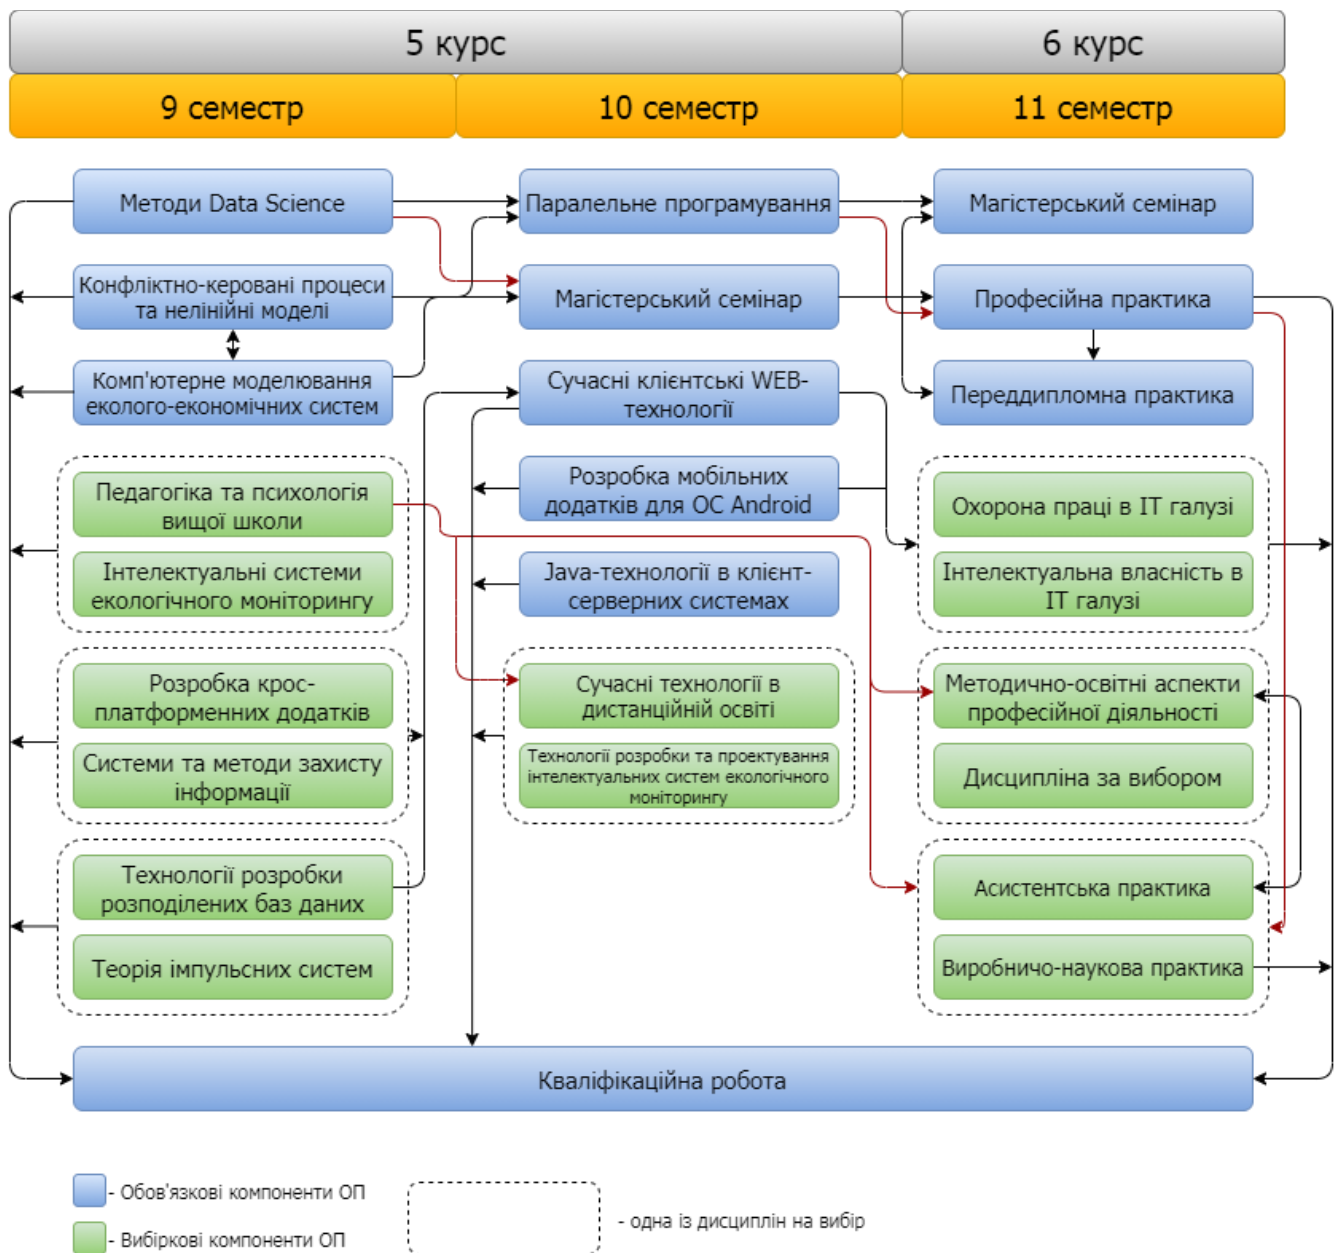 5 курс
6 курс
9 семестр
10 семестр
11 семестр
Методи Data Science
Паралельне програмування
Магістерський семінар
Конфліктно-керовані процеси
та нелінійні моделі
Магістерський семінар
Професійна практика
Комп'ютерне моделювання
еколого-економічних систем
Сучасні клієнтські WEB-
технології
Переддипломна практика
Педагогіка та психологія
вищої школи
Розробка мобільних
додатків для ОС Android
Охорона праці в ІТ галузі
Інтелектуальні системи
екологічного моніторингу
Java-технології в клієнт-
серверних системах
Інтелектуальна власність в
ІТ галузі
Розробка крос-
платформенних додатків
Сучасні технології в
дистанційній освіті
Методично-освітні аспекти
професійної діяльності
Системи та методи захисту
інформації
Технології розробки та проектування
інтелектуальних систем екологічного
моніторингу
Дисципліна за вибором
Технології розробки
розподілених баз даних
Асистентська практика
Теорія імпульсних систем
Виробничо-наукова практика
Кваліфікаційна робота
- Обов'язкові компоненти ОП
- одна із дисциплін на вибір
- Вибіркові компоненти ОП